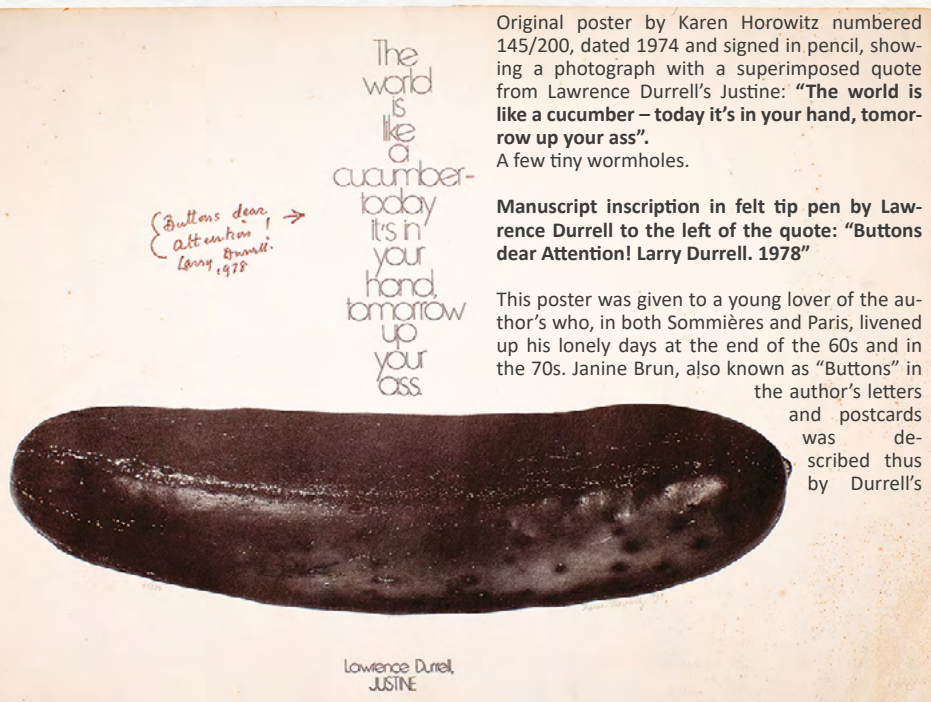 The
world
is
like
a
cucumber-
today
it's in
your
hand,
tomorrow
up
your
ass.
{Buttons dear →
attention!
Larry Durrell.
1978
Lawrence Durrell,
JUSTINE
Original poster by Karen Horowitz numbered
145/200, dated 1974 and signed in pencil, show-
ing a photograph with a superimposed quote
from Lawrence Durrell’s Justine: “The world is
like a cucumber – today it’s in your hand, tomor-
row up your ass”.
A few tiny wormholes.
Manuscript inscription in felt tip pen by Law-
rence Durrell to the left of the quote: “Buttons
dear Attention! Larry Durrell. 1978”
This poster was given to a young lover of the au-
thor’s who, in both Sommières and Paris, livened
up his lonely days at the end of the 60s and in
the 70s. Janine Brun, also known as “Buttons” in
the author’s letters
and postcards
was de-
scribed thus
by Durrell’s